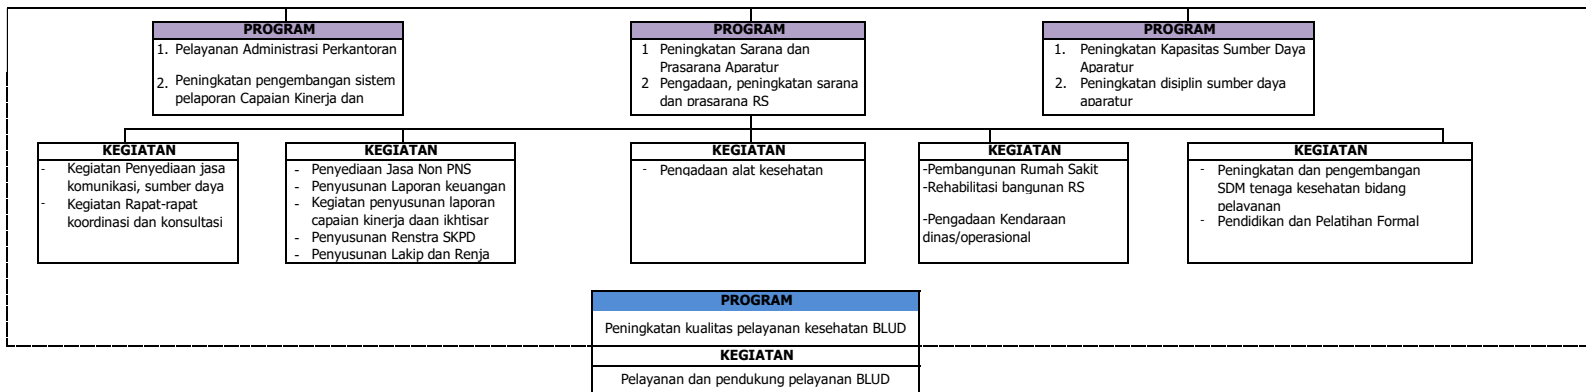 PROGRAM
1. Pelayanan Administrasi Perkantoran
2. Peningkatan pengembangan sistem
pelaporan Capaian Kinerja dan
PROGRAM
1 Peningkatan Sarana dan
Prasarana Aparatur
2 Pengadaan, peningkatan sarana
dan prasarana RS
PROGRAM
1. Peningkatan Kapasitas Sumber Daya
Aparatur
2. Peningkatan disiplin sumber daya
aparatur
KEGIATAN
- Kegiatan Penyediaan jasa
komunikasi, sumber daya
- Kegiatan Rapat-rapat
koordinasi dan konsultasi
KEGIATAN
- Penyediaan Jasa Non PNS
- Penyusunan Laporan keuangan
- Kegiatan penyusunan laporan
capaian kinerja daan ikhtisar
- Penyusunan Renstra SKPD
- Penyusunan Lakip dan Renja
KEGIATAN
- Pengadaan alat kesehatan
KEGIATAN
-Pembangunan Rumah Sakit
-Rehabilitasi bangunan RS
-Pengadaan Kendaraan
dinas/operasional
KEGIATAN
- Peningkatan dan pengembangan
SDM tenaga kesehatan bidang
pelayanan
- Pendidikan dan Pelatihan Formal
PROGRAM
Peningkatan kualitas pelayanan kesehatan BLUD
KEGIATAN
Pelayanan dan pendukung pelayanan BLUD